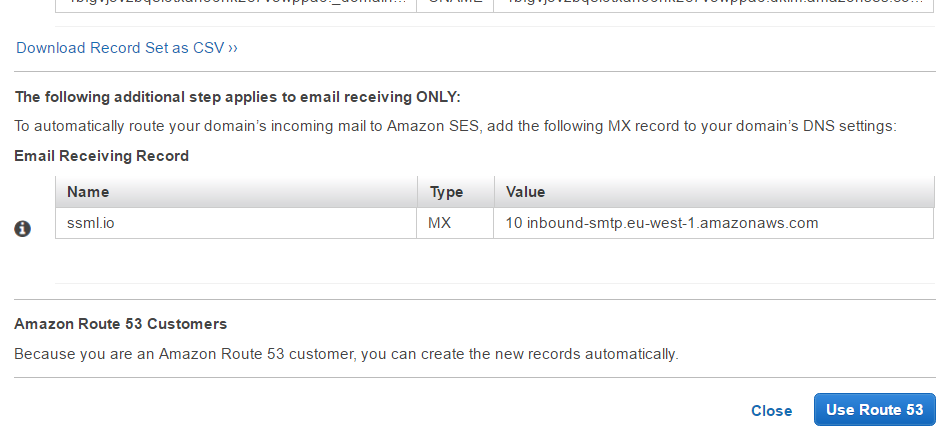 CNAME
Download Record Set as CSV ››
The following additional step applies to email receiving ONLY:
To automatically route your domain’s incoming mail to Amazon SES, add the following MX record to your domain’s DNS settings:
Email Receiving Record
Name Type Value
ssml.io MX 10 inbound-smtp.eu-west-1.amazonaws.com
Amazon Route 53 Customers
Because you are an Amazon Route 53 customer, you can create the new records automatically.
Close Use Route 53